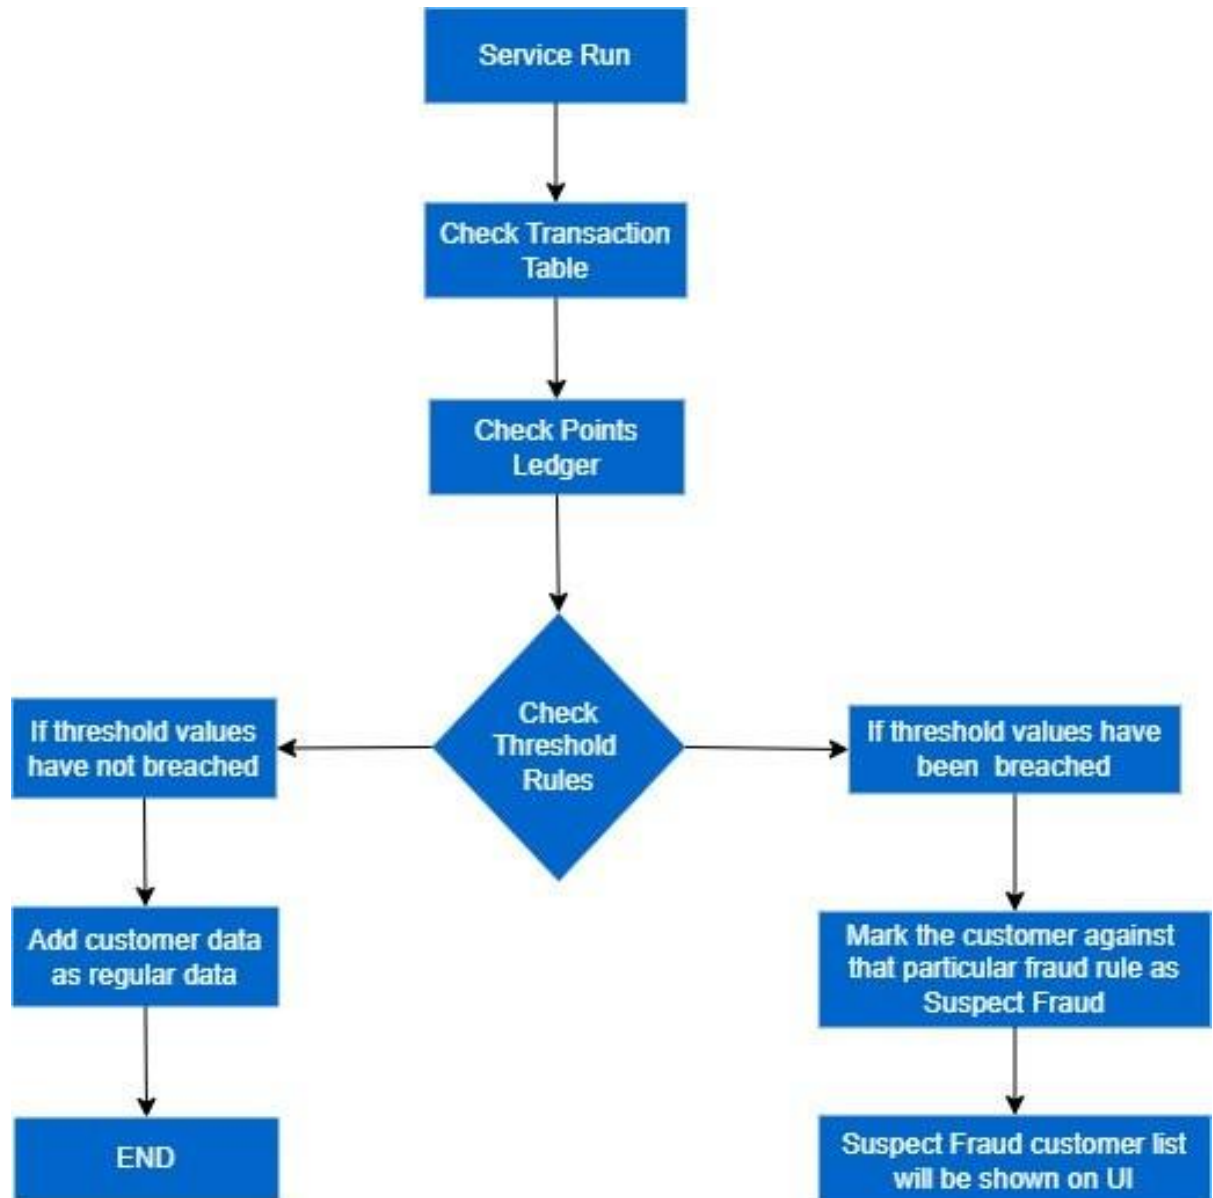 Service Run
Check Transaction
Table
Check Points
Ledger
Check
Threshold
Rules
If threshold values
have not breached
If threshold values have
been  breached
Add customer data
as regular data
Mark the customer against
that particular fraud rule as
Suspect Fraud
END
Suspect Fraud customer list
will be shown on UI